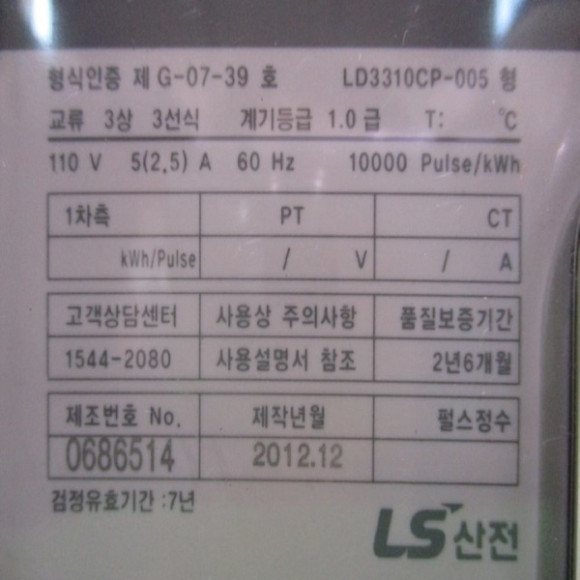 형식인증 제 G-07-39 호 LD3310CP-005 형
교류 3상 3선식 계기등급 1.0 급 T: ℃
110 V 5(2.5) A 60 Hz 10000 Pulse/kWh
1차측 PT CT
kWh/Pulse / V / A
고객상담센터 사용상 주의사항 품질보증기간
1544-2080 사용설명서 참조 2년6개월
제조번호 No. 제작년월 펄스정수
0686514 2012.12
검정유효기간 :7년
LS산전